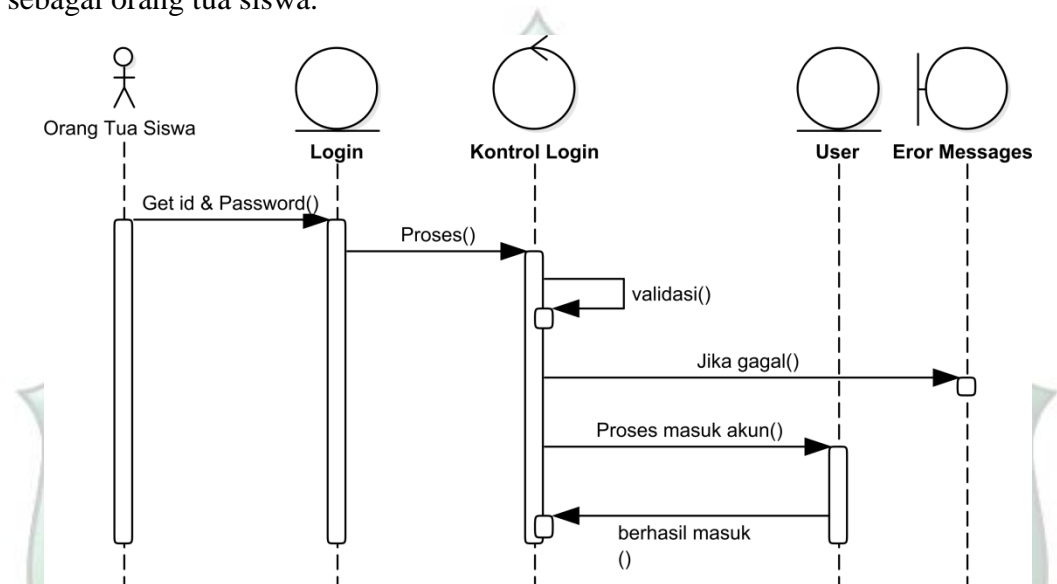 sebagai orang tua siswa.
Orang Tua Siswa
Login
Kontrol Login
User
Eror Messages
Get id & Password()
Proses()
validasi()
Jika gagal()
Proses masuk akun()
berhasil masuk
()